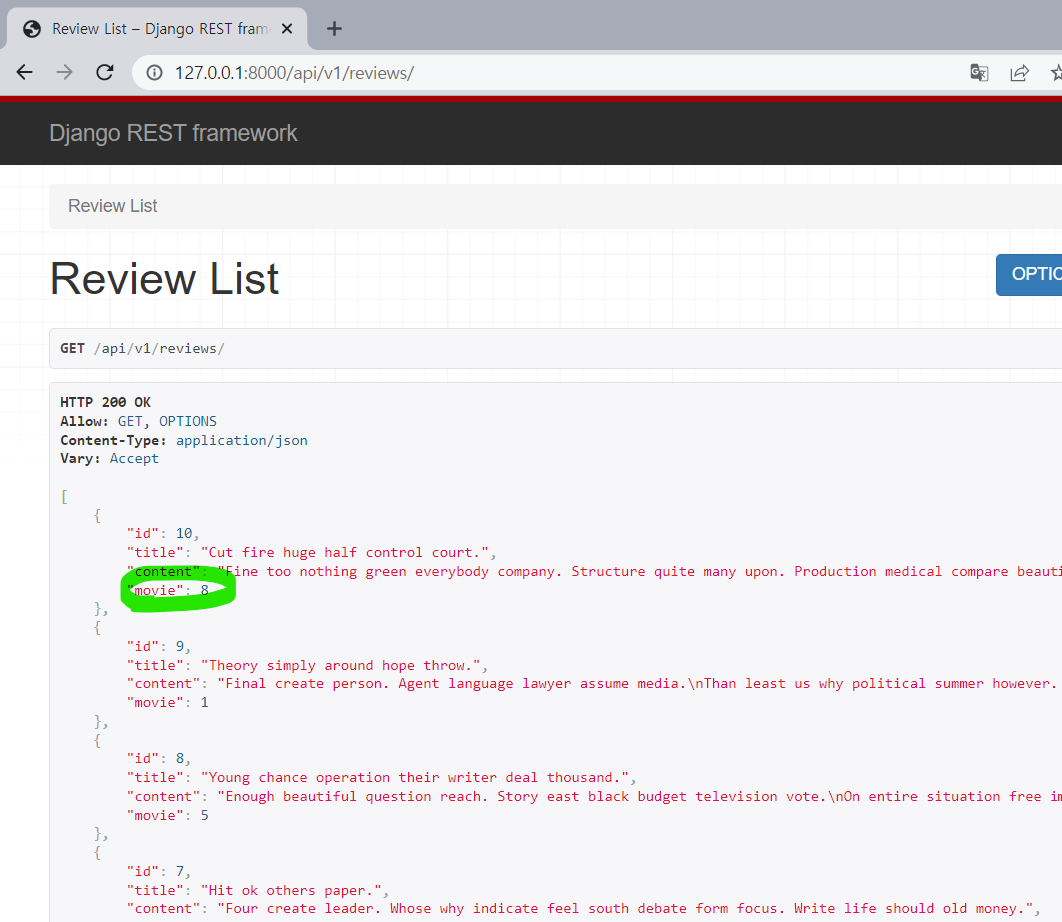 Review List – Django REST fram
127.0.0.1:8000/api/v1/reviews/
Django REST framework
Review List
Review List
OPTIO
GET /api/v1/reviews/
HTTP 200 OK
Allow: GET, OPTIONS
Content-Type: application/json
Vary: Accept
[
{
"id": 10,
"title": "Cut fire huge half control court.",
"content": "Fine too nothing green everybody company. Structure quite many upon. Production medical compare beauti
"movie": 8
},
{
"id": 9,
"title": "Theory simply around hope throw.",
"content": "Final create person. Agent language lawyer assume media.\nThan least us why political summer however.
"movie": 1
},
{
"id": 8,
"title": "Young chance operation their writer deal thousand.",
"content": "Enough beautiful question reach. Story east black budget television vote.\nOn entire situation free im
"movie": 5
},
{
"id": 7,
"title": "Hit ok others paper.",
"content": "Four create leader. Whose why indicate feel south debate form focus. Write life should old money.",